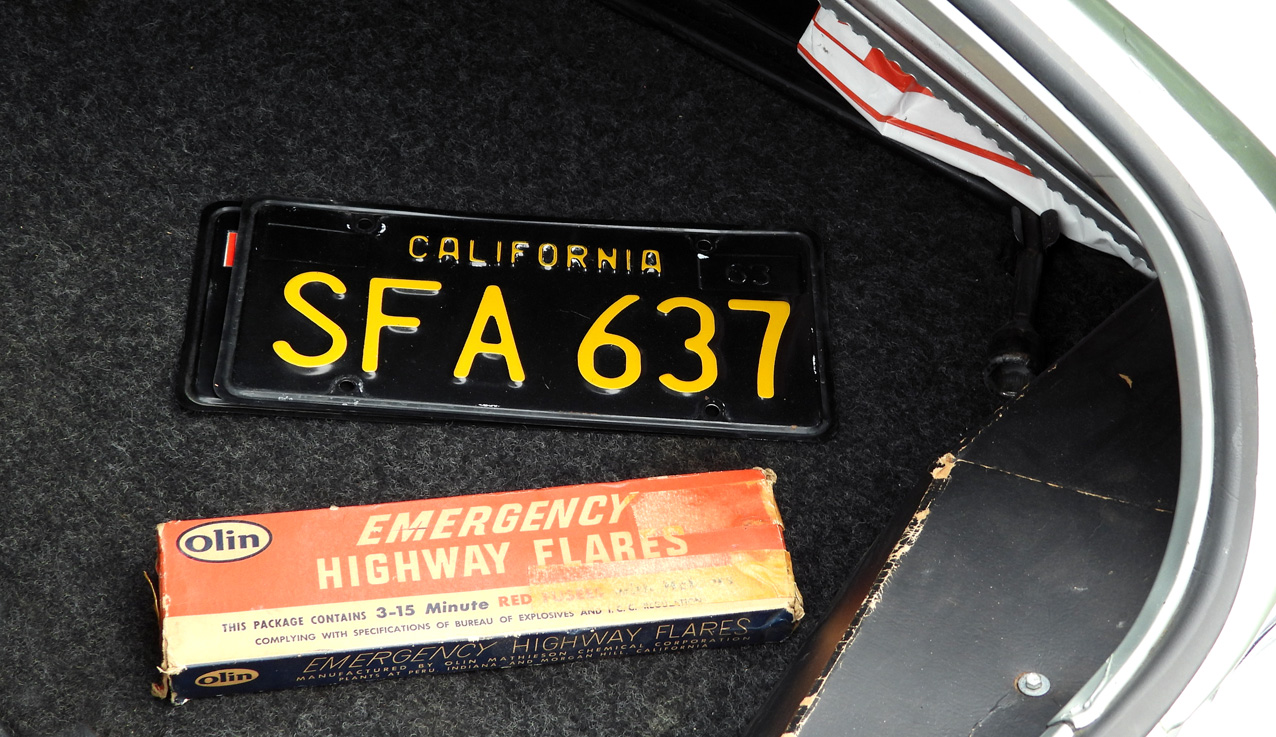 CALIFORNIA
63
SFA 637
Olin
EMERGENCY
HIGHWAY FLARES
THIS PACKAGE CONTAINS 3-15 Minute RED FUSEES
COMPLYING WITH SPECIFICATIONS OF BUREAU OF EXPLOSIVES AND I.C.C. REGULATIONS
Olin
EMERGENCY HIGHWAY FLARES
MANUFACTURED BY OLIN MATHIESON CHEMICAL CORPORATION
PLANTS AT PERU, INDIANA AND MORGAN HILL, CALIFORNIA